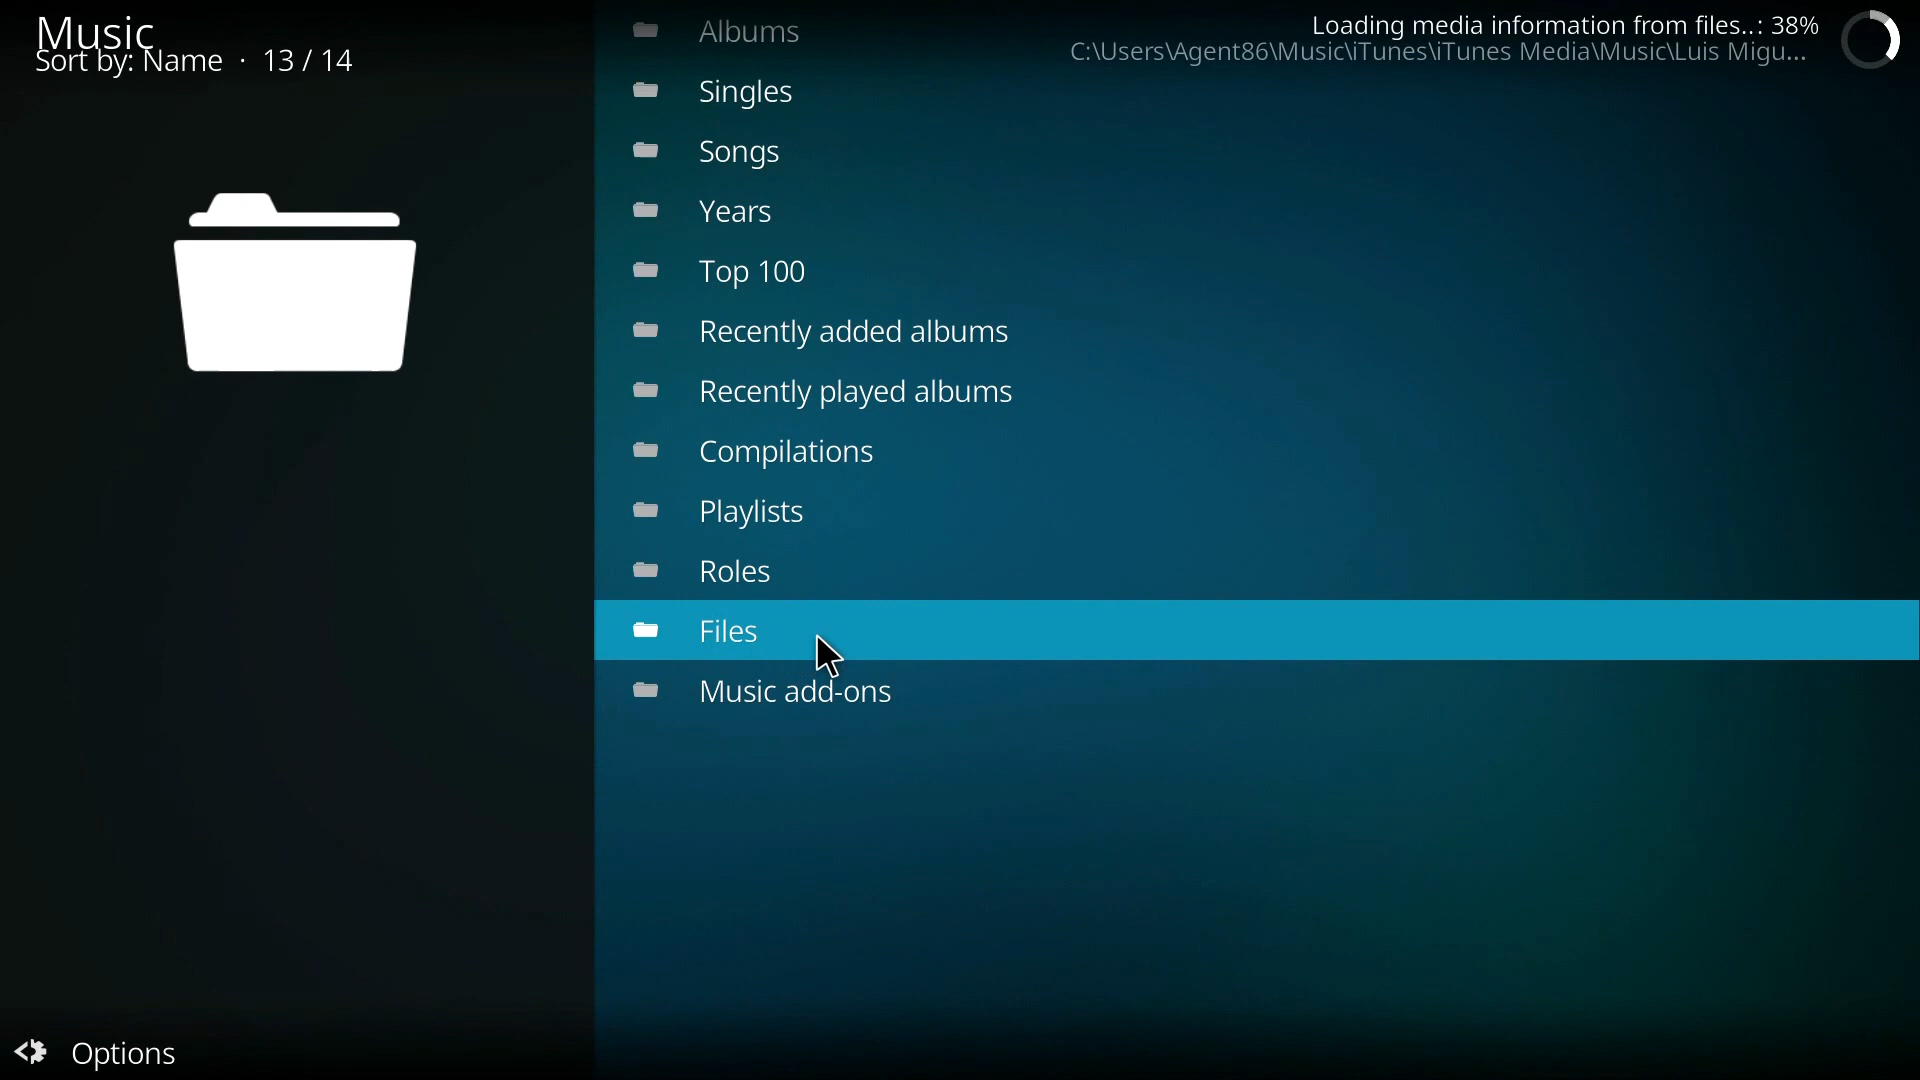 Music
Sort by: Name · 13 / 14
Loading media information from files..: 38%
C:\Users\Agent86\Music\iTunes\iTunes Media\Music\Luis Migu...
Albums
Singles
Songs
Years
Top 100
Recently added albums
Recently played albums
Compilations
Playlists
Roles
Files
Music add-ons
Options